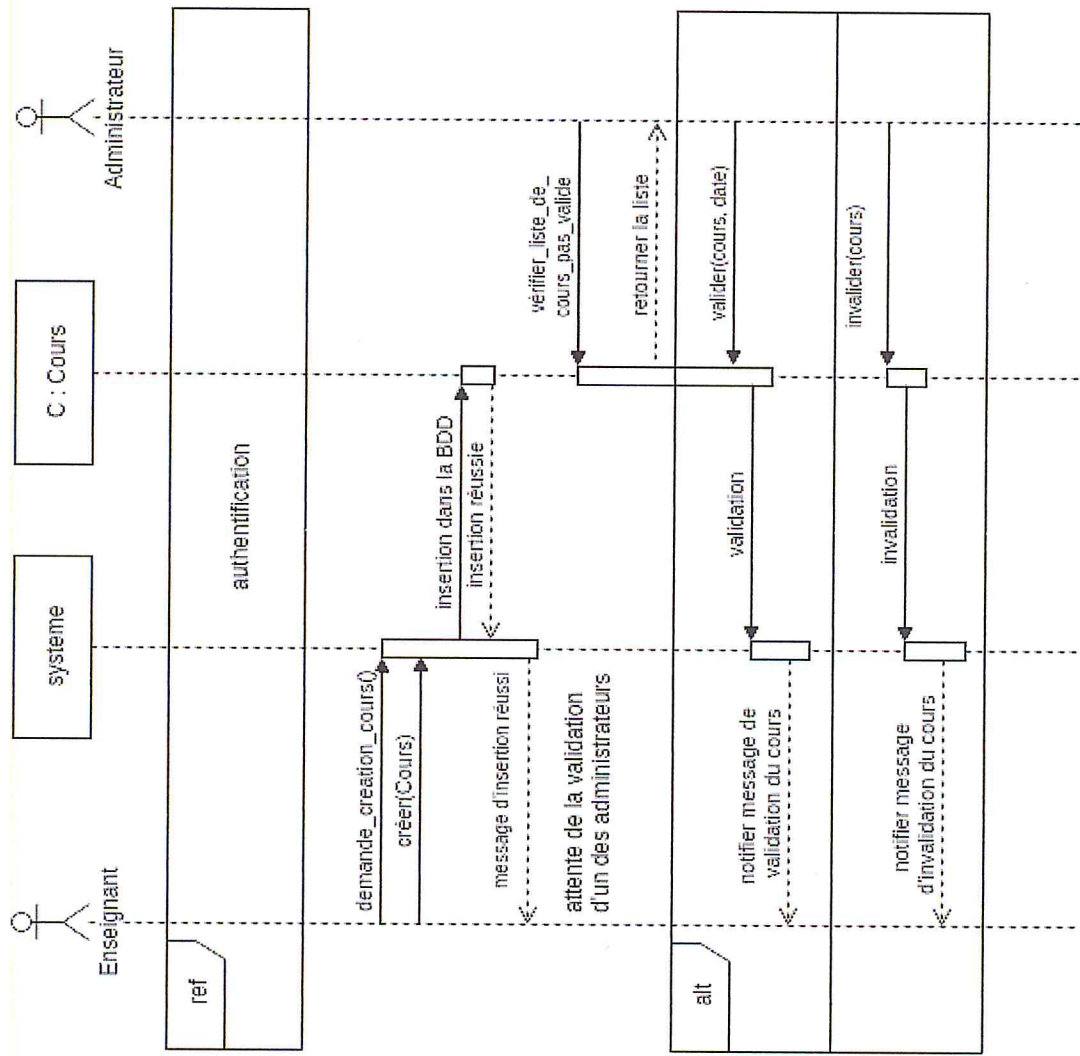 Enseignant
systeme
C : Cours
Administrateur
ref
authentification
demande_creation_cours()
créer(Cours)
insertion dans la BDD
insertion réussie
message d'insertion réussi
attente de la validation
d'un des administrateurs
vérifier_liste_de_
cours_pas_valide
retourner la liste
alt
valider(cours, date)
validation
notifier message de
validation du cours
invalider(cours)
invalidation
notifier message
d'invalidation du cours